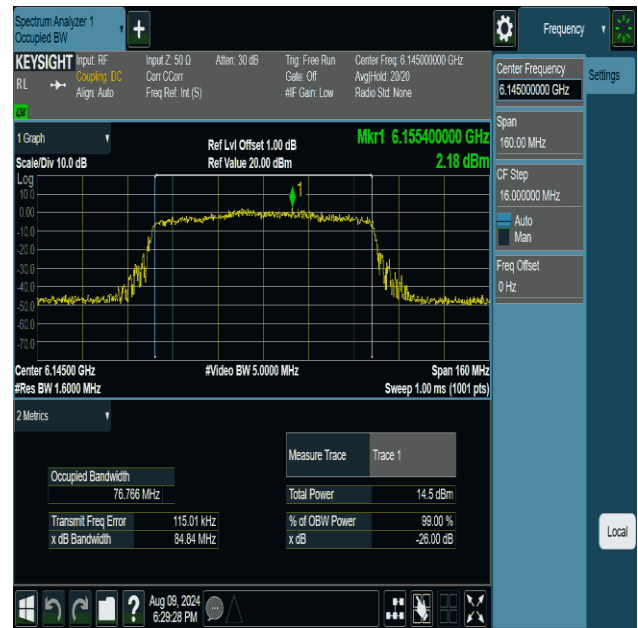 Spectrum Analyzer 1
Occupied BW
Frequency
KEYSIGHT Input: RF Input Z: 50 Ω Atten: 30 dB Trig: Free Run Center Freq: 6.145000000 GHz
RL Coupling: DC Corr CCorr Gate: Off Avg|Hold: 20/20
Align: Auto Freq Ref: Int (S) #IF Gain: Low Radio Std: None
Center Frequency
6.145000000 GHz
Settings
Span
160.00 MHz
CF Step
16.000000 MHz
Auto
Man
Freq Offset
0 Hz
1 Graph
Ref Lvl Offset 1.00 dB Mkr1 6.155400000 GHz
Scale/Div 10.0 dB Ref Value 20.00 dBm 2.18 dBm
Log
10.0
0.00
-10.0
-20.0
-30.0
-40.0
-50.0
-60.0
-70.0
1
Center 6.14500 GHz #Video BW 5.0000 MHz Span 160 MHz
#Res BW 1.6000 MHz Sweep 1.00 ms (1001 pts)
2 Metrics
Measure Trace Trace 1
Occupied Bandwidth
76.766 MHz Total Power 14.5 dBm
Transmit Freq Error 115.01 kHz % of OBW Power 99.00 %
x dB Bandwidth 84.84 MHz x dB -26.00 dB
Local
? Aug 09, 2024
6:29:28 PM